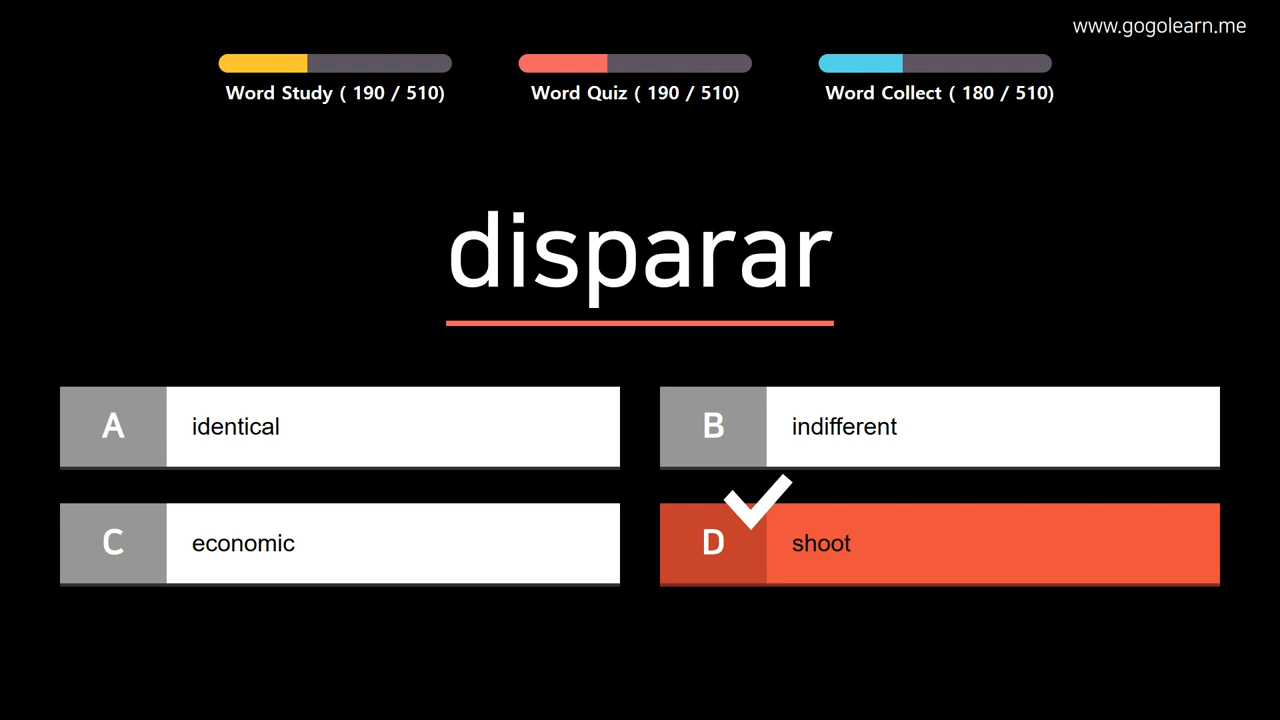 www.gogolearn.me
Word Study ( 190 / 510)
Word Quiz ( 190 / 510)
Word Collect ( 180 / 510)
disparar
A identical
B indifferent
C economic
D shoot